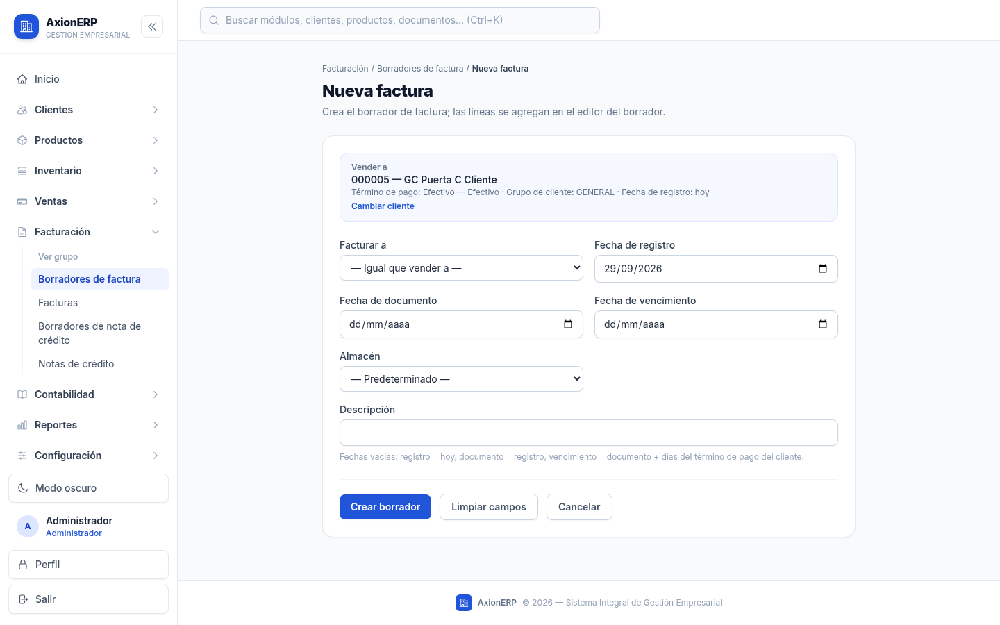 AxionERP
GESTIÓN EMPRESARIAL
Buscar módulos, clientes, productos, documentos... (Ctrl+K)
Inicio
Clientes
Productos
Inventario
Ventas
Facturación
Ver grupo
Borradores de factura
Facturas
Borradores de nota de
crédito
Notas de crédito
Contabilidad
Reportes
Configuración
Modo oscuro
A
Administrador
Administrador
Perfil
Salir
Facturación / Borradores de factura / Nueva factura
Nueva factura
Crea el borrador de factura; las líneas se agregan en el editor del borrador.
Vender a
000005 — GC Puerta C Cliente
Término de pago: Efectivo — Efectivo · Grupo de cliente: GENERAL · Fecha de registro: hoy
Cambiar cliente
Facturar a
— Igual que vender a —
Fecha de registro
29/09/2026
Fecha de documento
dd/mm/aaaa
Fecha de vencimiento
dd/mm/aaaa
Almacén
— Predeterminado —
Descripción
Fechas vacías: registro = hoy, documento = registro, vencimiento = documento + días del término de pago del cliente.
Crear borrador
Limpiar campos
Cancelar
AxionERP © 2026 — Sistema Integral de Gestión Empresarial